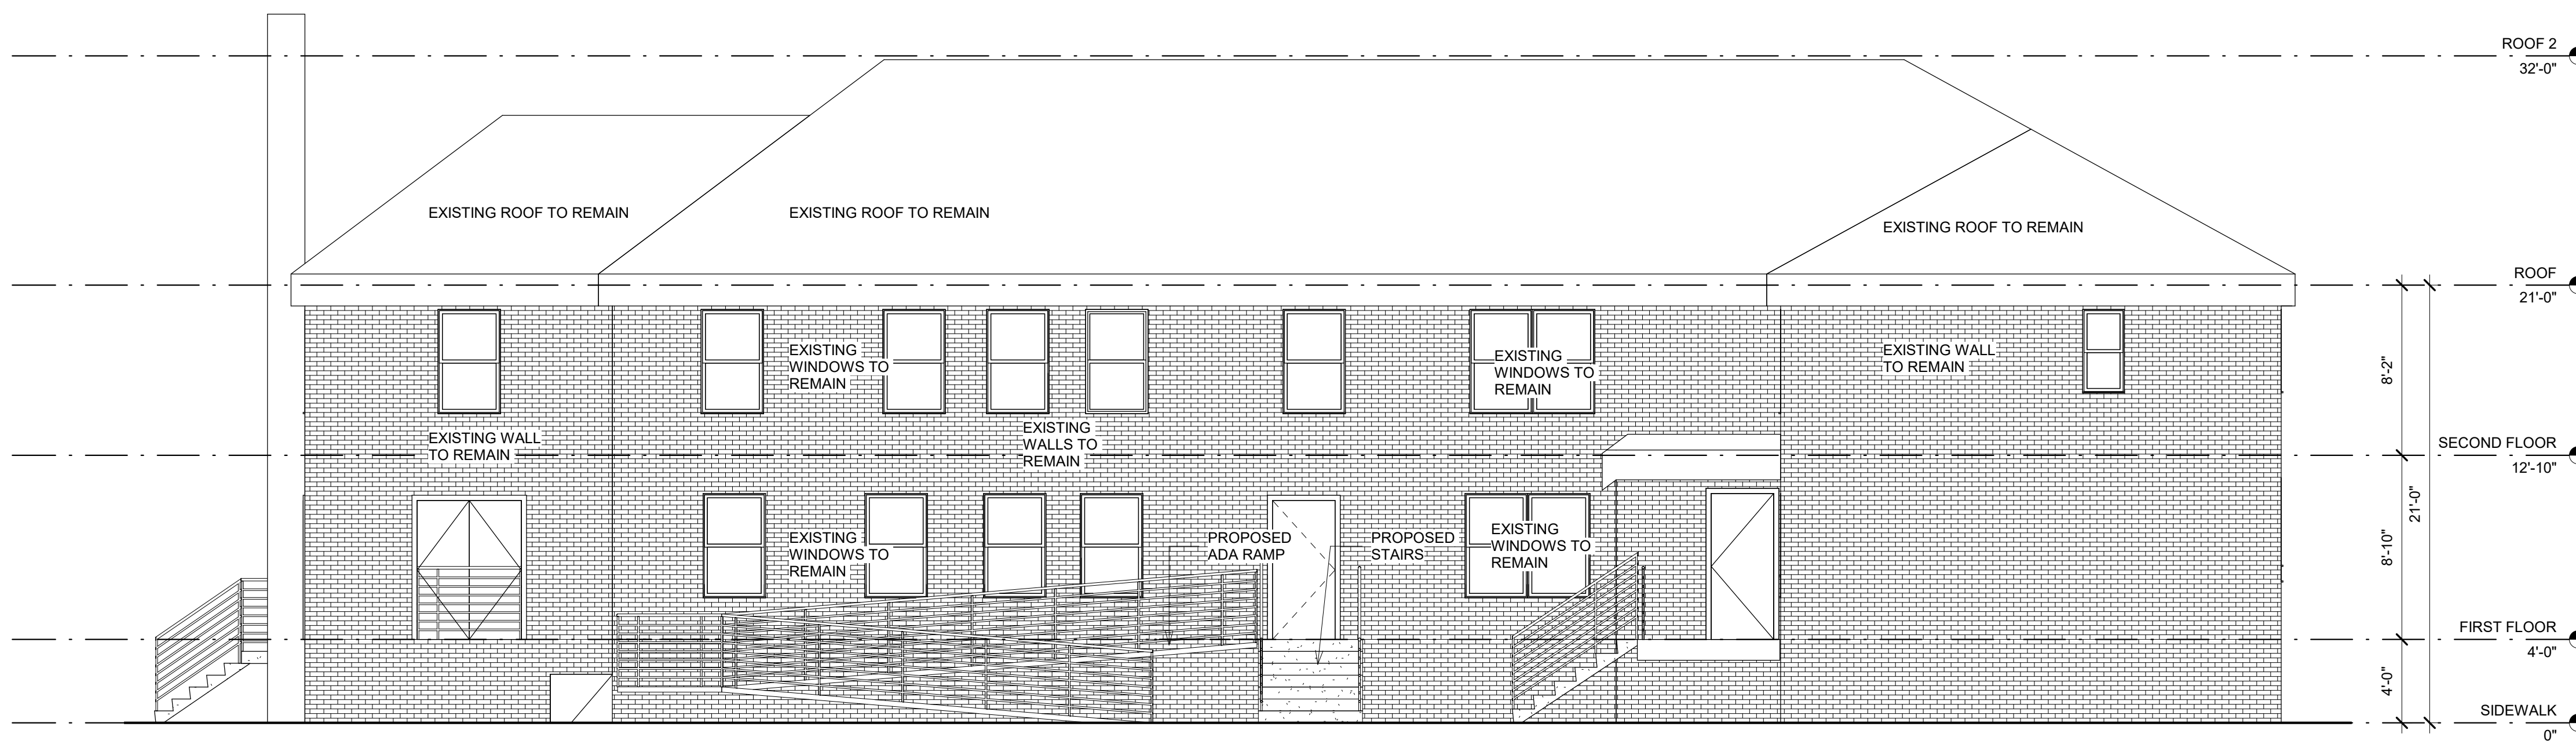 ROOF 2
32'-0"
EXISTING ROOF TO REMAIN
EXISTING ROOF TO REMAIN
EXISTING ROOF TO REMAIN
ROOF
21'-0"
EXISTING
WINDOWS TO
REMAIN
EXISTING
WINDOWS TO
REMAIN
EXISTING WALL
TO REMAIN
8'-2"
EXISTING WALL
TO REMAIN
EXISTING
WALLS TO
REMAIN
SECOND FLOOR
12'-10"
21'-0"
EXISTING
WINDOWS TO
REMAIN
PROPOSED
ADA RAMP
PROPOSED
STAIRS
EXISTING
WINDOWS TO
REMAIN
8'-10"
FIRST FLOOR
4'-0"
4'-0"
SIDEWALK
0"